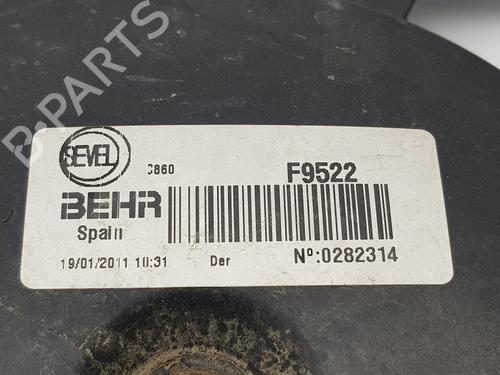 B-PARTS
SEVEL
C860
F9522
BEHR
Spain
19/01/2011 10:31
Der
Nº:0282314